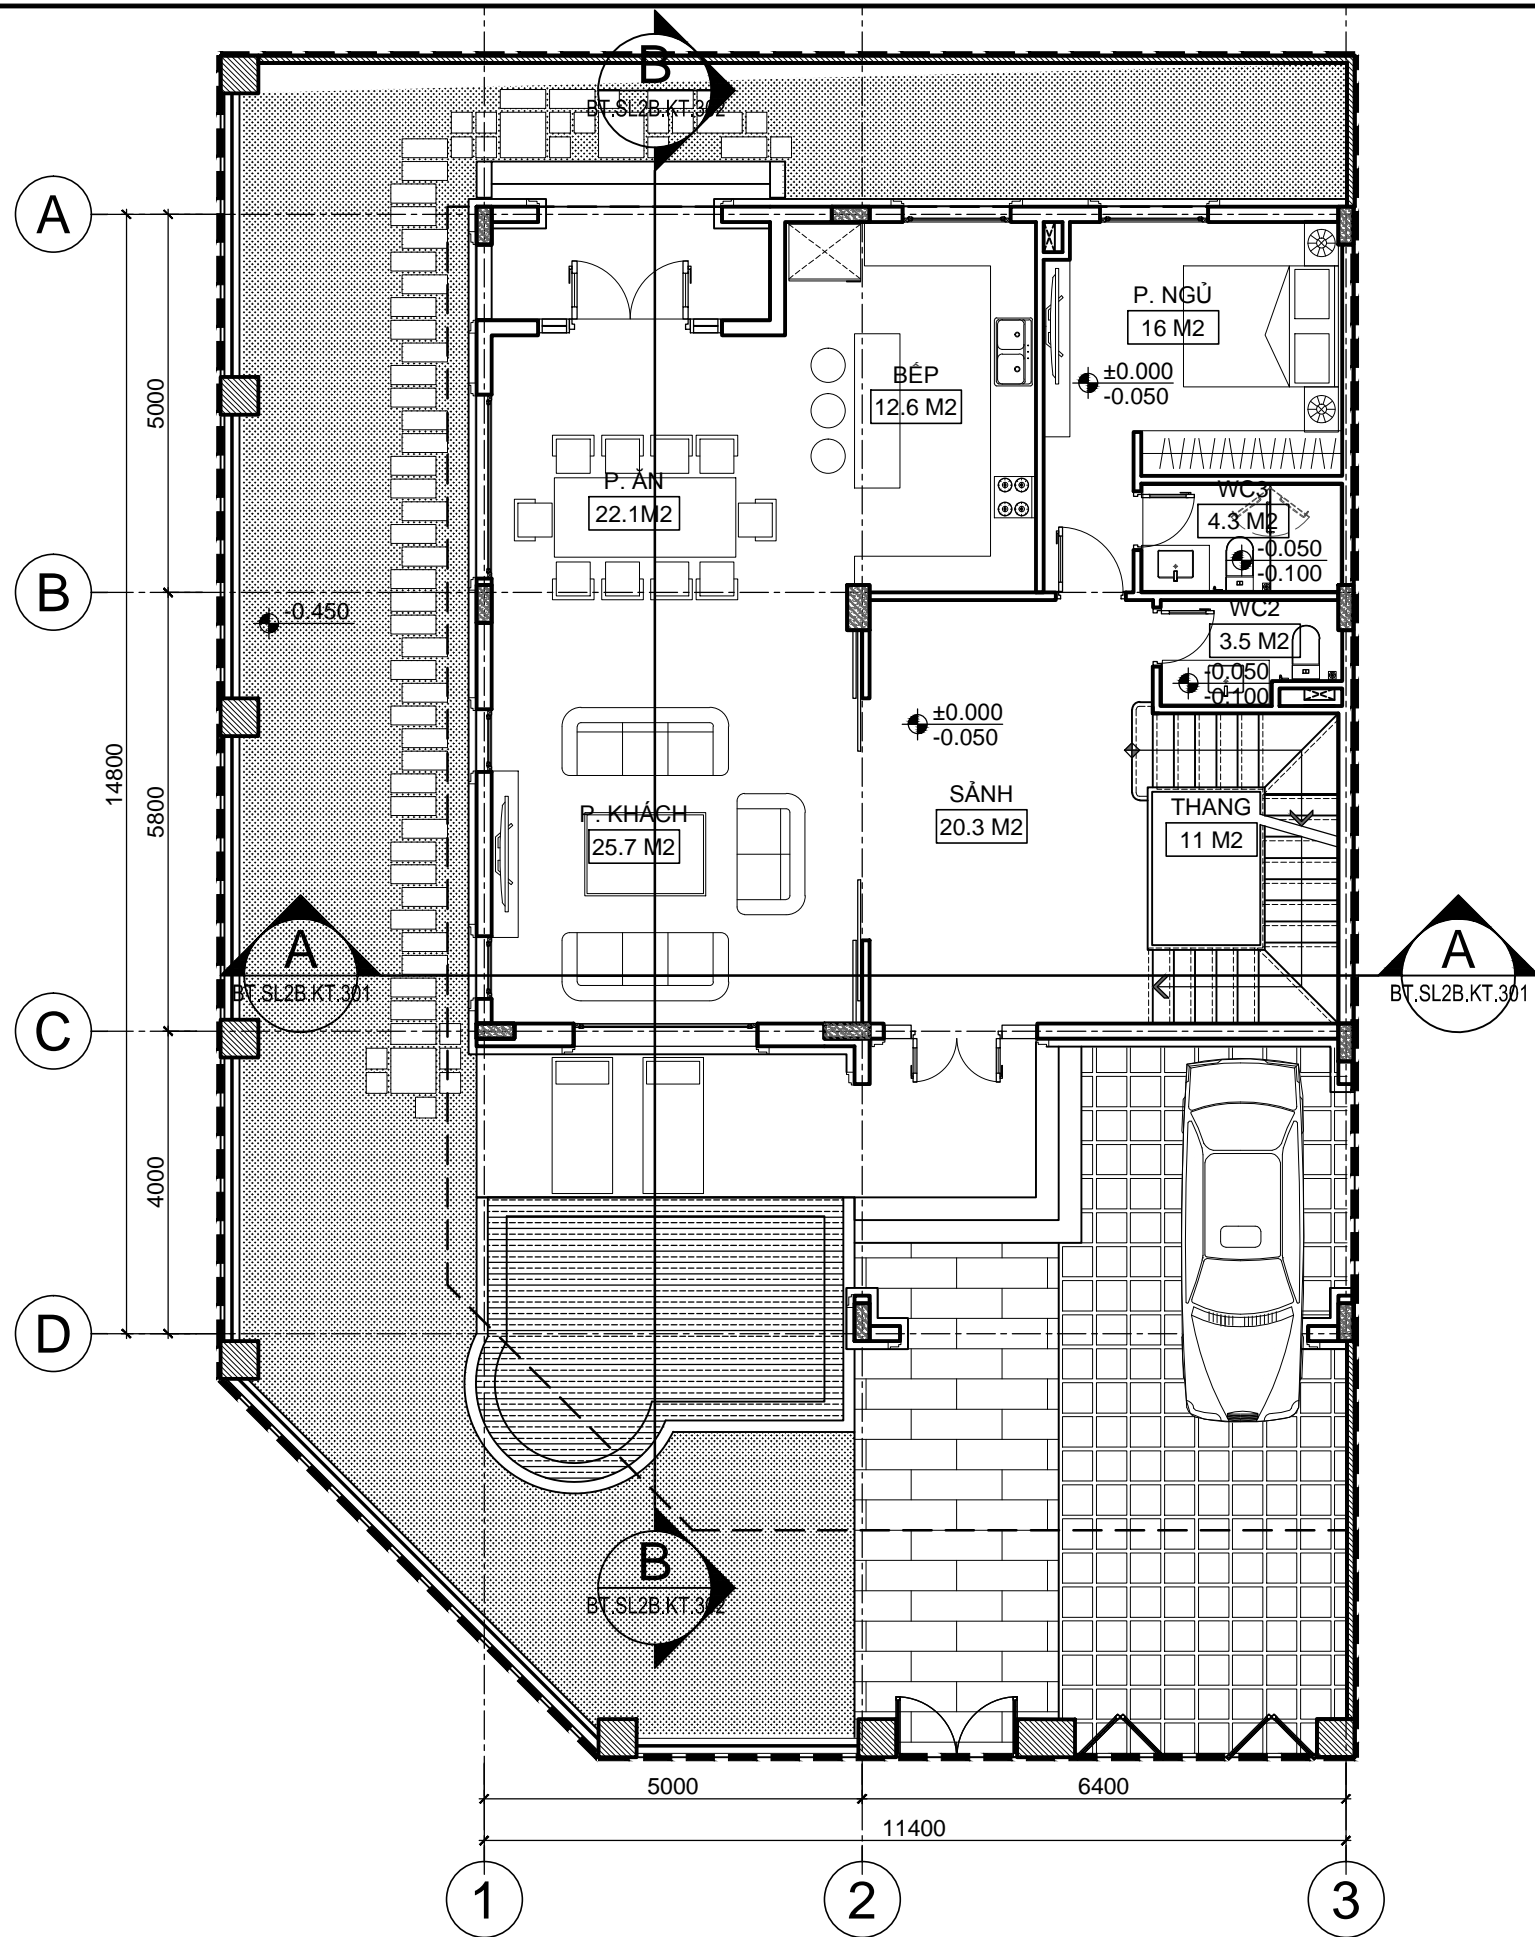 B
BT.SL2B.KT.302
A
P. NGỦ
16 M2
±0.000
-0.050
BẾP
12.6 M2
5000
P. ĂN
22.1M2
WC3
4.3 M2
-0.050
-0.100
B
-0.450
WC2
3.5 M2
-0.050
-0.100
±0.000
-0.050
14800
5800
SẢNH
20.3 M2
THANG
11 M2
P. KHÁCH
25.7 M2
A
BT.SL2B.KT.301
A
BT.SL2B.KT.301
C
4000
D
B
BT.SL2B.KT.302
5000
6400
11400
1
2
3